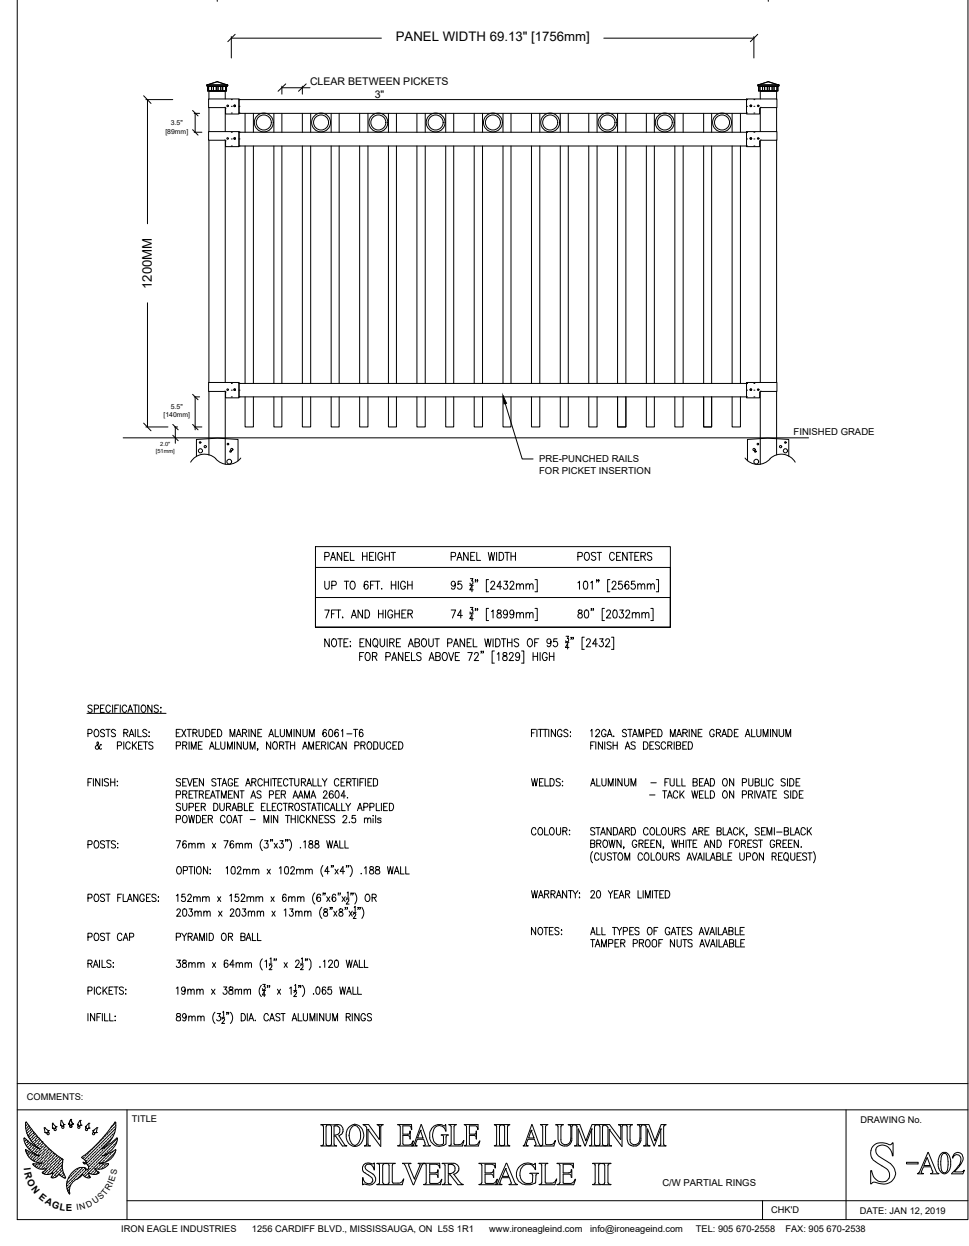 PANEL WIDTH 69.13" [1756mm]
CLEAR BETWEEN PICKETS
3"
3.5"
[89mm]
1200MM
5.5"
[140mm]
2.0"
[51mm]
FINISHED GRADE
PRE-PUNCHED RAILS
FOR PICKET INSERTION
PANEL HEIGHT PANEL WIDTH POST CENTERS
UP TO 6FT. HIGH 95 ¾" [2432mm] 101" [2565mm]
7FT. AND HIGHER 74 ¾" [1899mm] 80" [2032mm]
NOTE: ENQUIRE ABOUT PANEL WIDTHS OF 95 ¾" [2432]
FOR PANELS ABOVE 72" [1829] HIGH
SPECIFICATIONS:
POSTS RAILS: EXTRUDED MARINE ALUMINUM 6061-T6
& PICKETS PRIME ALUMINUM, NORTH AMERICAN PRODUCED
FINISH: SEVEN STAGE ARCHITECTURALLY CERTIFIED
PRETREATMENT AS PER AAMA 2604.
SUPER DURABLE ELECTROSTATICALLY APPLIED
POWDER COAT - MIN THICKNESS 2.5 mils
POSTS: 76mm x 76mm (3"x3") .188 WALL
OPTION: 102mm x 102mm (4"x4") .188 WALL
POST FLANGES: 152mm x 152mm x 6mm (6"x6"x½") OR
203mm x 203mm x 13mm (8"x8"x½")
POST CAP PYRAMID OR BALL
RAILS: 38mm x 64mm (1½" x 2½") .120 WALL
PICKETS: 19mm x 38mm (¾" x 1½") .065 WALL
INFILL: 89mm (3½") DIA. CAST ALUMINUM RINGS
FITTINGS: 12GA. STAMPED MARINE GRADE ALUMINUM
FINISH AS DESCRIBED
WELDS: ALUMINUM - FULL BEAD ON PUBLIC SIDE
- TACK WELD ON PRIVATE SIDE
COLOUR: STANDARD COLOURS ARE BLACK, SEMI-BLACK
BROWN, GREEN, WHITE AND FOREST GREEN.
(CUSTOM COLOURS AVAILABLE UPON REQUEST)
WARRANTY: 20 YEAR LIMITED
NOTES: ALL TYPES OF GATES AVAILABLE
TAMPER PROOF NUTS AVAILABLE
COMMENTS:
IRON EAGLE INDUSTRIES
TITLE
IRON EAGLE II ALUMINUM
SILVER EAGLE II
C/W PARTIAL RINGS
DRAWING No.
S-A02
CHK'D
DATE: JAN 12, 2019
IRON EAGLE INDUSTRIES 1256 CARDIFF BLVD., MISSISSAUGA, ON L5S 1R1 www.ironeagleind.com info@ironeageind.com TEL: 905 670-2558 FAX: 905 670-2538